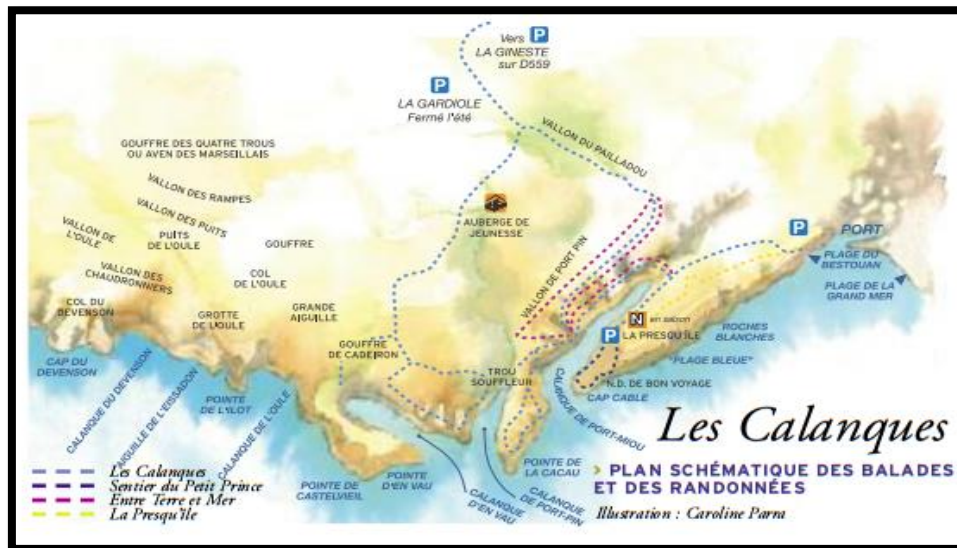 Vers P
LA GINESTE
sur D559
P
LA GARDIOLE
Fermé l'été
VALLON DU PAILLADOU
GOUFFRE DES QUATRE TROUS
OU AVEN DES MARSEILLAIS
VALLON DES RAMPES
VALLON DES PUITS
VALLON DE
L'OULE
PUITS
DE L'OULE
GOUFFRE
AUBERGE DE
JEUNESSE
VALLON DE PORT PIN
P
PORT
PLAGE DU
BESTOUAN
PLAGE DE LA
GRAND MER
VALLON DES
CHAUDRONNIERS
COL
DE L'OULE
COL DU
DEVENSON
GROTTE
DE L'OULE
GRANDE
AIGUILLE
GOUFFRE
DE CADEIRON
N en saison
P LA PRESQU'ÎLE
ROCHES
BLANCHES
"PLAGE BLEUE"
N.D. DE BON VOYAGE
CAP CABLE
TROU
SOUFFLEUR
CALANQUE DE PORT-MIOU
CAP DU
DEVENSON
CALANQUE DU DEVENSON
AIGUILLE DE L'EISSADON
POINTE
DE L'ILOT
CALANQUE DE L'OULE
POINTE DE
CASTELVIEIL
POINTE
D'EN VAU
CALANQUE
D'EN VAU
CALANQUE
DE PORT-PIN
POINTE DE
LA CACAU
Les Calanques
> PLAN SCHÉMATIQUE DES BALADES
ET DES RANDONNÉES
Illustration : Caroline Parra
Les Calanques
Sentier du Petit Prince
Entre Terre et Mer
La Presqu'île